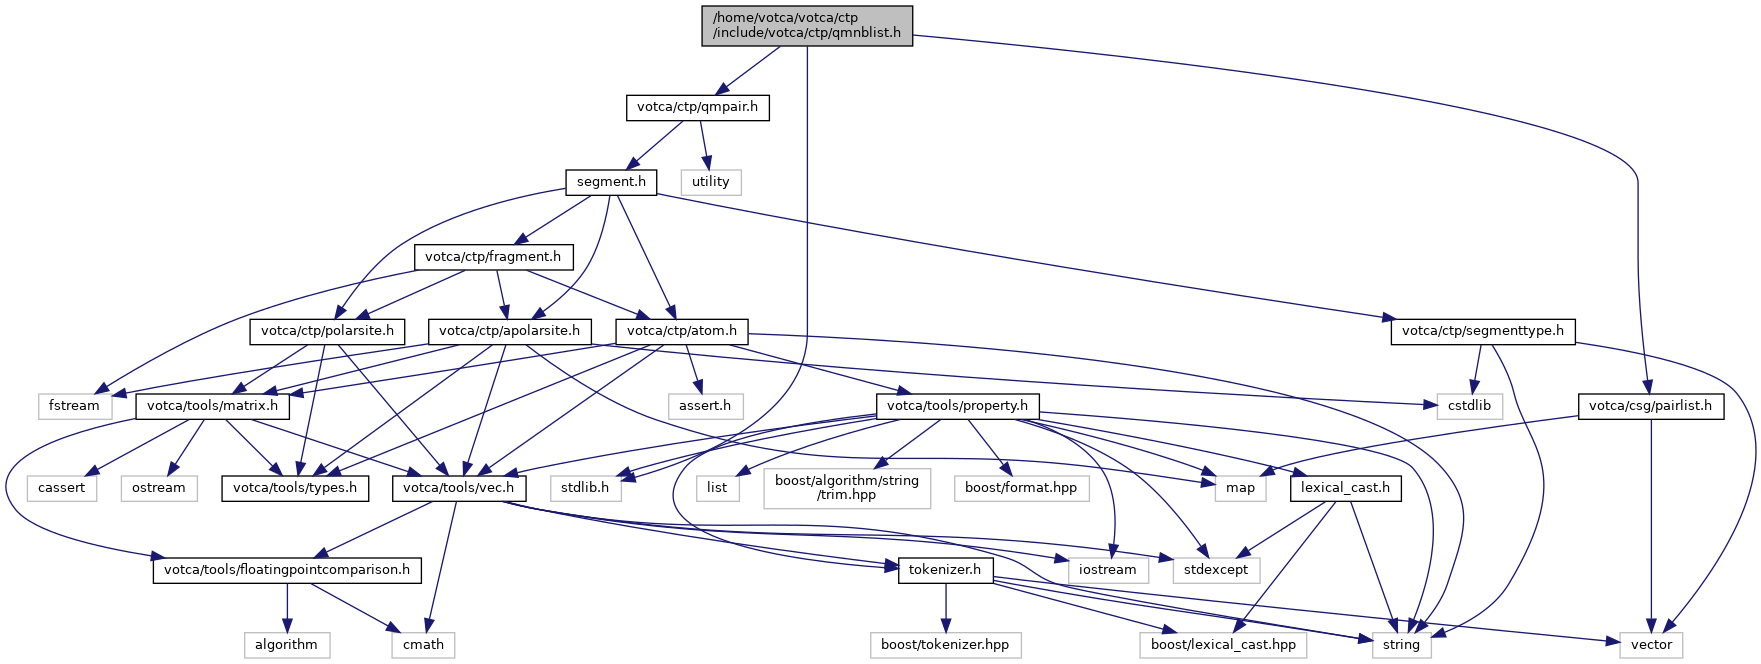 /home/votca/votca/ctp
/include/votca/ctp/qmnblist.h
votca/ctp/qmpair.h
segment.h
utility
votca/ctp/fragment.h
votca/ctp/polarsite.h
votca/ctp/apolarsite.h
votca/ctp/atom.h
votca/ctp/segmenttype.h
fstream
votca/tools/matrix.h
assert.h
votca/tools/property.h
cstdlib
votca/csg/pairlist.h
cassert
ostream
votca/tools/types.h
votca/tools/vec.h
stdlib.h
list
boost/algorithm/string
/trim.hpp
boost/format.hpp
map
lexical_cast.h
votca/tools/floatingpointcomparison.h
tokenizer.h
iostream
stdexcept
algorithm
cmath
boost/tokenizer.hpp
boost/lexical_cast.hpp
string
vector